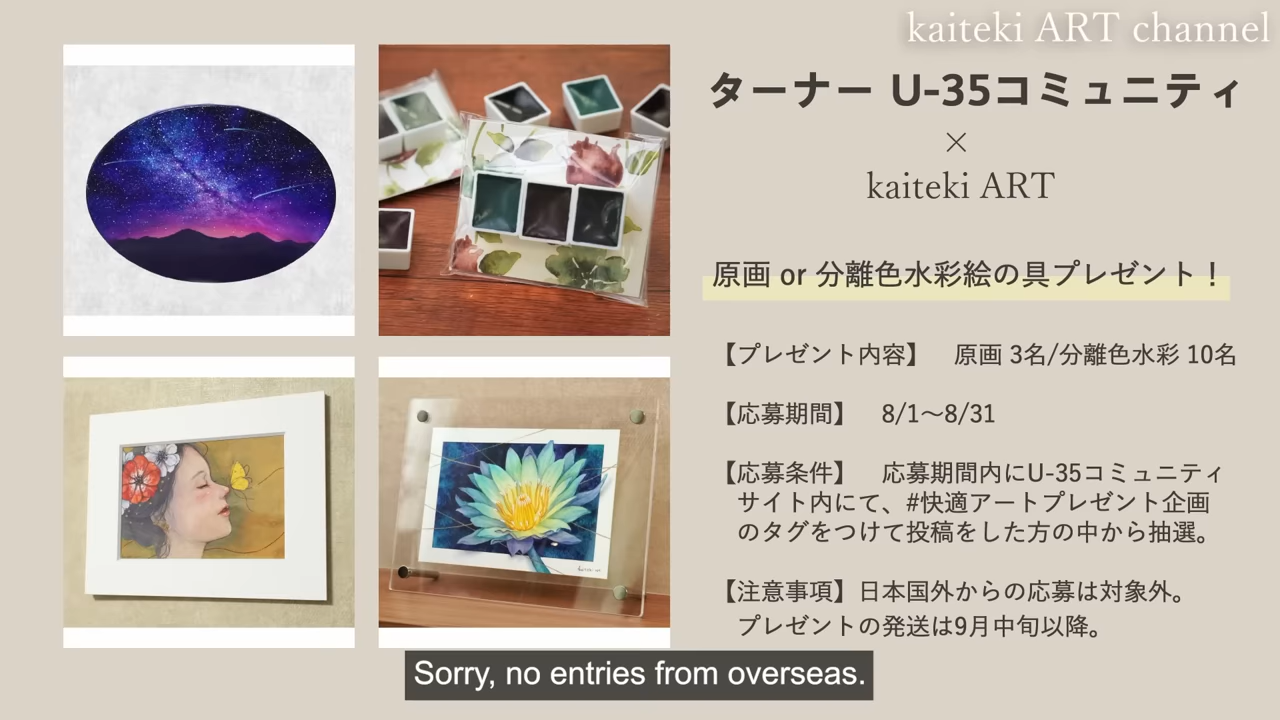 kaiteki ART channel
ターナー U-35コミュニティ
×
kaiteki ART
原画 or 分離色水彩絵の具プレゼント！
【プレゼント内容】　原画 3名/分離色水彩 10名
【応募期間】　8/1〜8/31
【応募条件】　応募期間内にU-35コミュニティ
サイト内にて、#快適アートプレゼント企画
のタグをつけて投稿をした方の中から抽選。
【注意事項】日本国外からの応募は対象外。
プレゼントの発送は9月中旬以降。
Sorry, no entries from overseas.